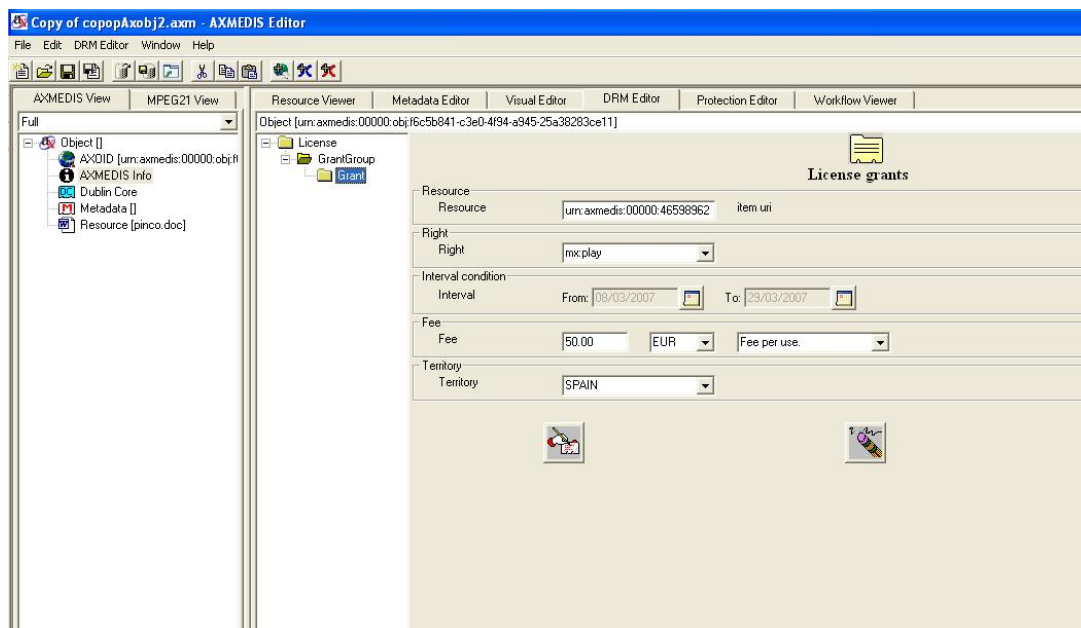 Copy of copopAxobj2.axm - AXMEDIS Editor
File Edit DRM Editor Window Help
AXMEDIS View MPEG21 View
Full
Object []
AXOID [urn:axmedis:00000:obj:f
AXMEDIS Info
Dublin Core
Metadata []
Resource [pinco.doc]
Resource Viewer Metadata Editor Visual Editor DRM Editor Protection Editor Workflow Viewer
Object [urn:axmedis:00000:obj:f6c5b841-c3e0-4f94-a945-25a38283ce11]
License
GrantGroup
Grant
License grants
Resource
Resource urn:axmedis:00000:46598962 item uri
Right
Right mx:play
Interval condition
Interval From: 08/03/2007 To: 29/03/2007
Fee
Fee 50.00 EUR Fee per use.
Territory
Territory SPAIN